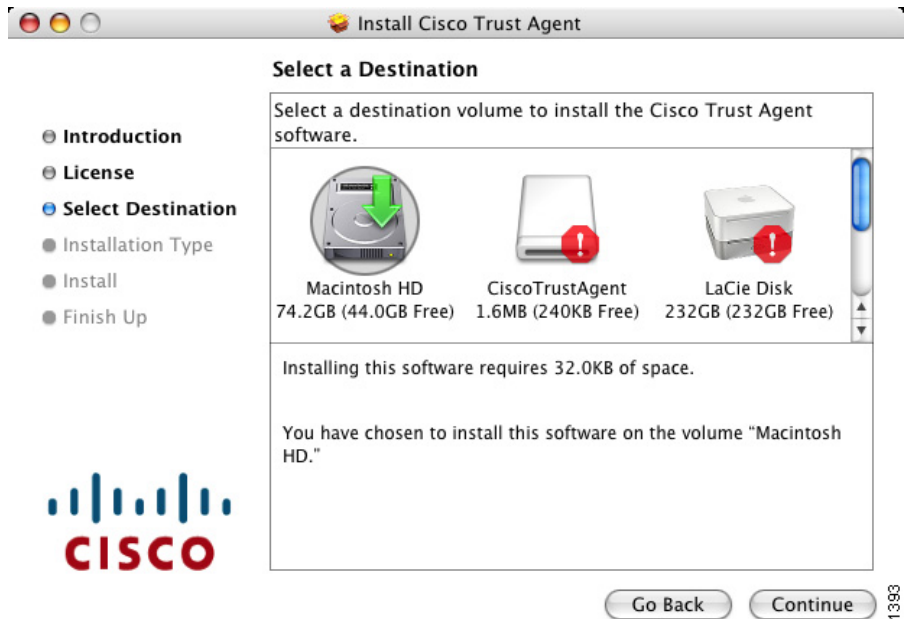 Install Cisco Trust Agent
Select a Destination
Introduction
License
Select Destination
Installation Type
Install
Finish Up
Select a destination volume to install the Cisco Trust Agent
software.
Macintosh HD
74.2GB (44.0GB Free)
CiscoTrustAgent
1.6MB (240KB Free)
LaCie Disk
232GB (232GB Free)
Installing this software requires 32.0KB of space.
You have chosen to install this software on the volume “Macintosh
HD.”
CISCO
Go Back
Continue
1393